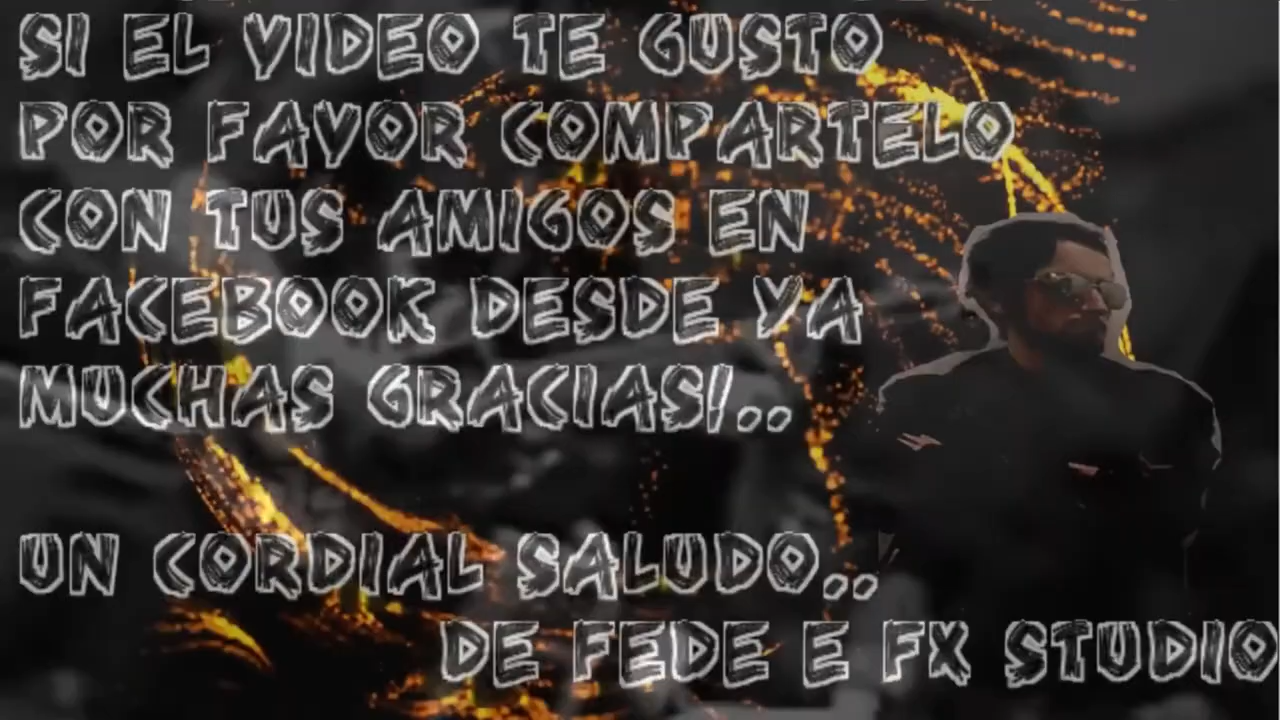 SI EL VIDEO TE GUSTO
POR FAVOR COMPARTELO
CON TUS AMIGOS EN
FACEBOOK DESDE YA
MUCHAS GRACIAS!..
UN CORDIAL SALUDO..
DE FEDE E FX STUDIO